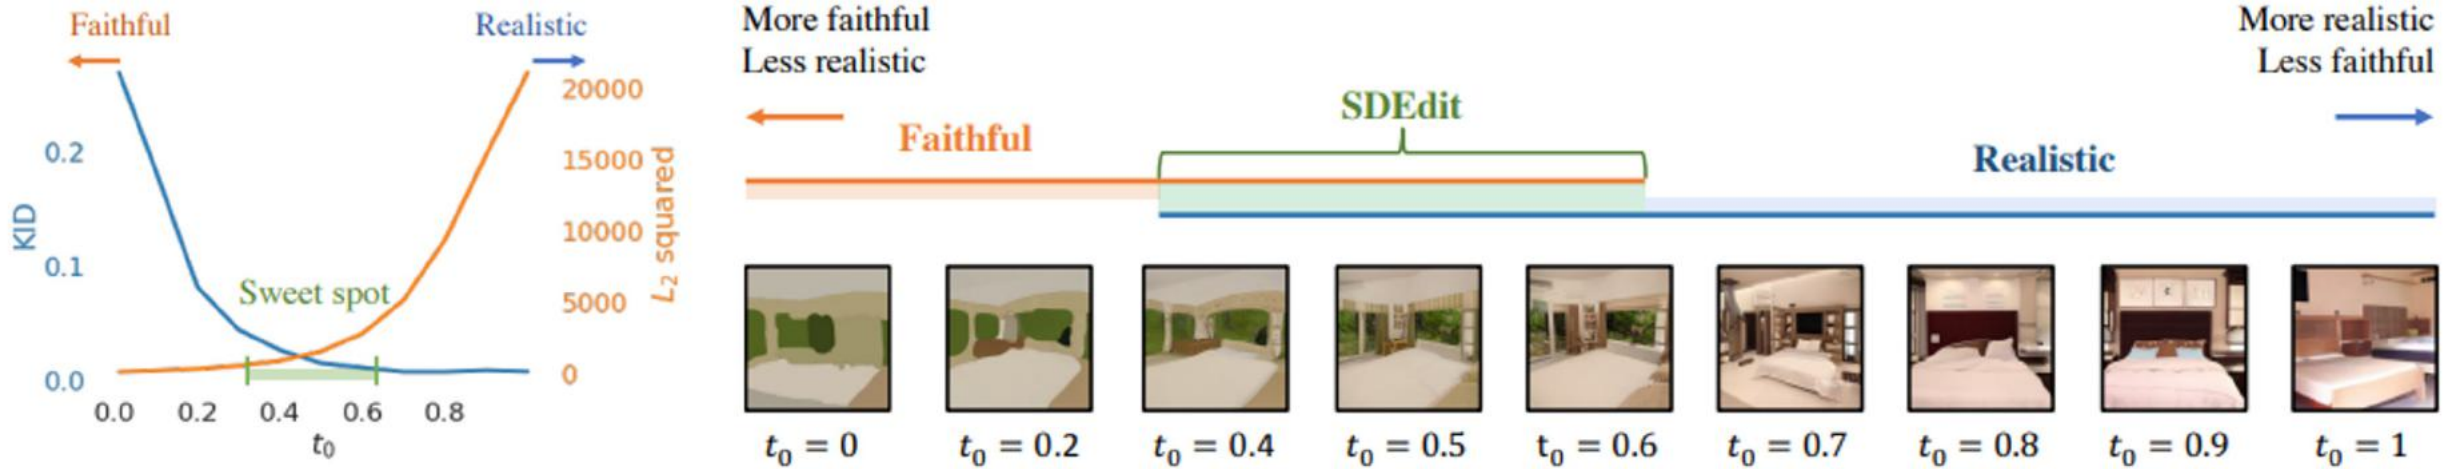 Faithful
Realistic
KID
0.2
0.1
0.0
Sweet spot
20000
15000
10000
5000
0
L₂ squared
0.0 0.2 0.4 0.6 0.8
t₀
More faithful
Less realistic
More realistic
Less faithful
SDEdit
Faithful
Realistic
t₀ = 0
t₀ = 0.2
t₀ = 0.4
t₀ = 0.5
t₀ = 0.6
t₀ = 0.7
t₀ = 0.8
t₀ = 0.9
t₀ = 1